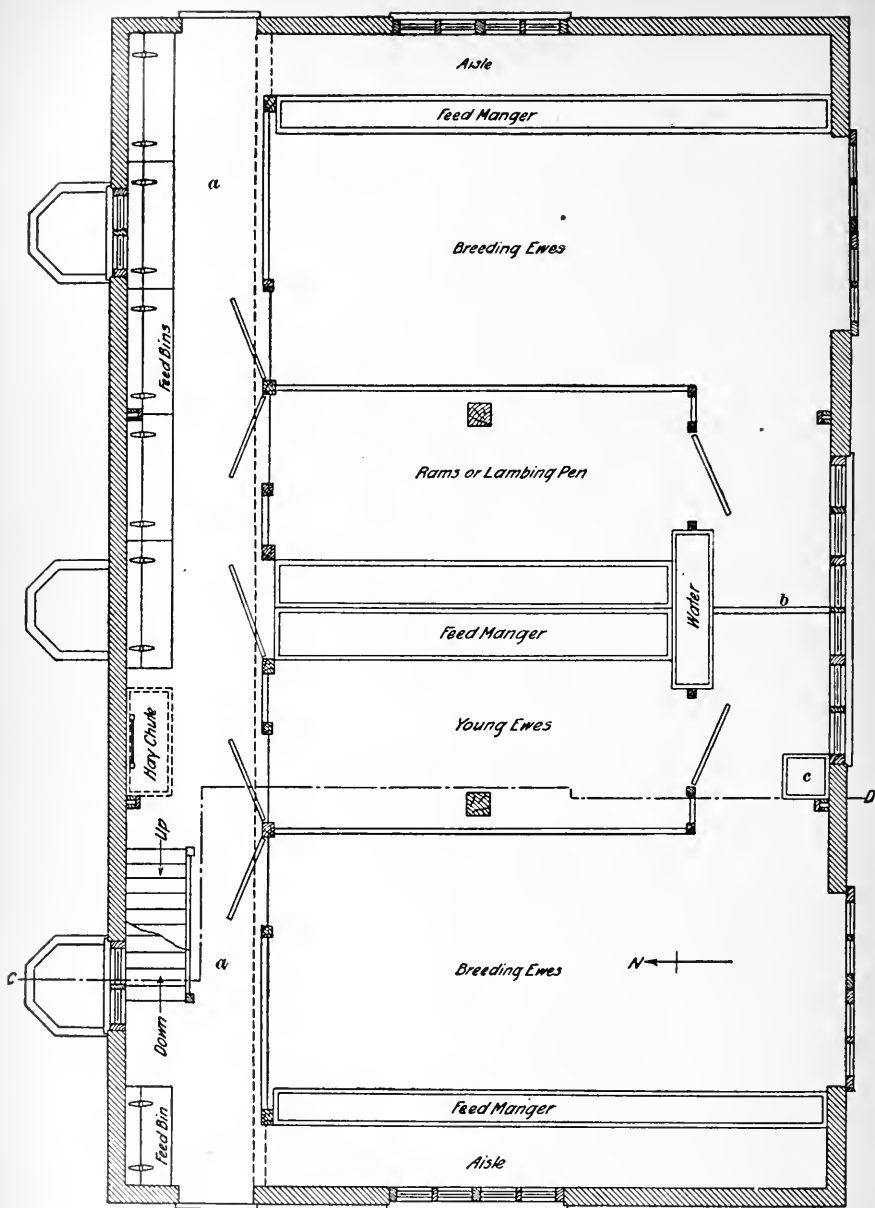 Aisle
Feed Manger
a
Breeding Ewes
Feed Bins
Rams or Lambing Pen
Water
b
Feed Manger
Hay Chute
Young Ewes
c
D
Up
a
Breeding Ewes
N
C
Down
Feed Manger
Feed Bin
Aisle